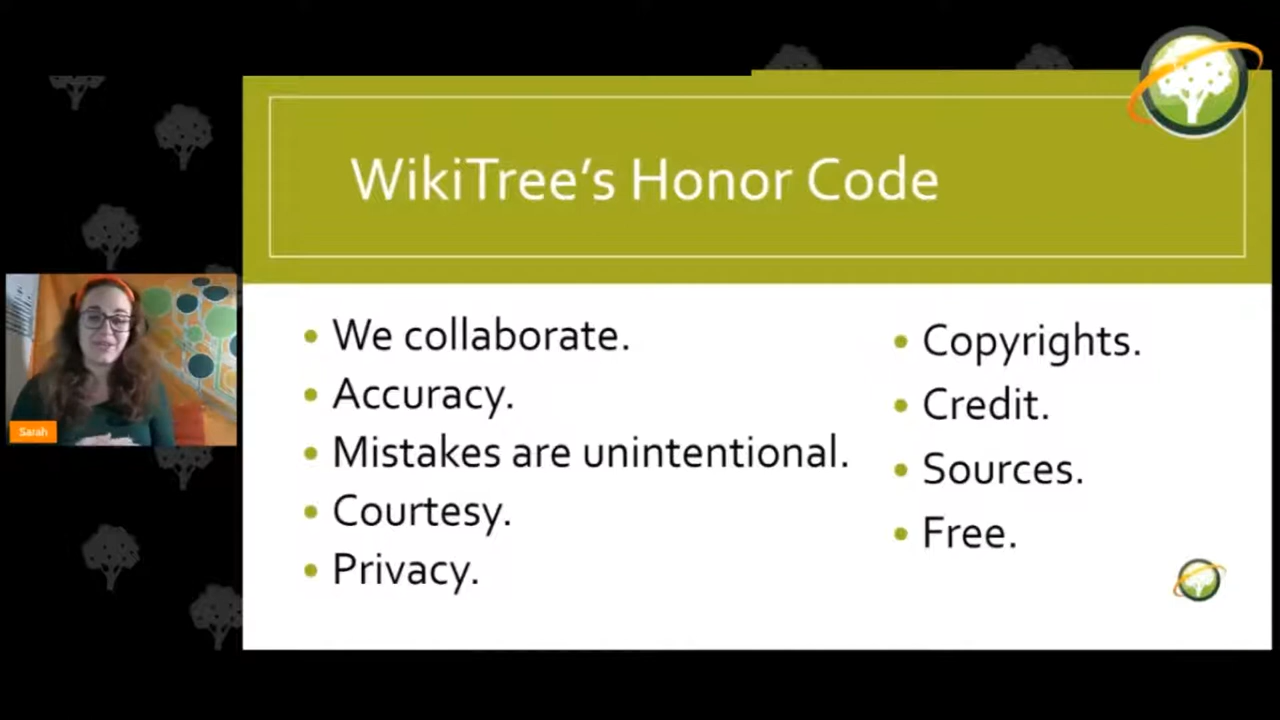 WikiTree’s Honor Code
We collaborate.
Accuracy.
Mistakes are unintentional.
Courtesy.
Privacy.
Copyrights.
Credit.
Sources.
Free.
Sarah